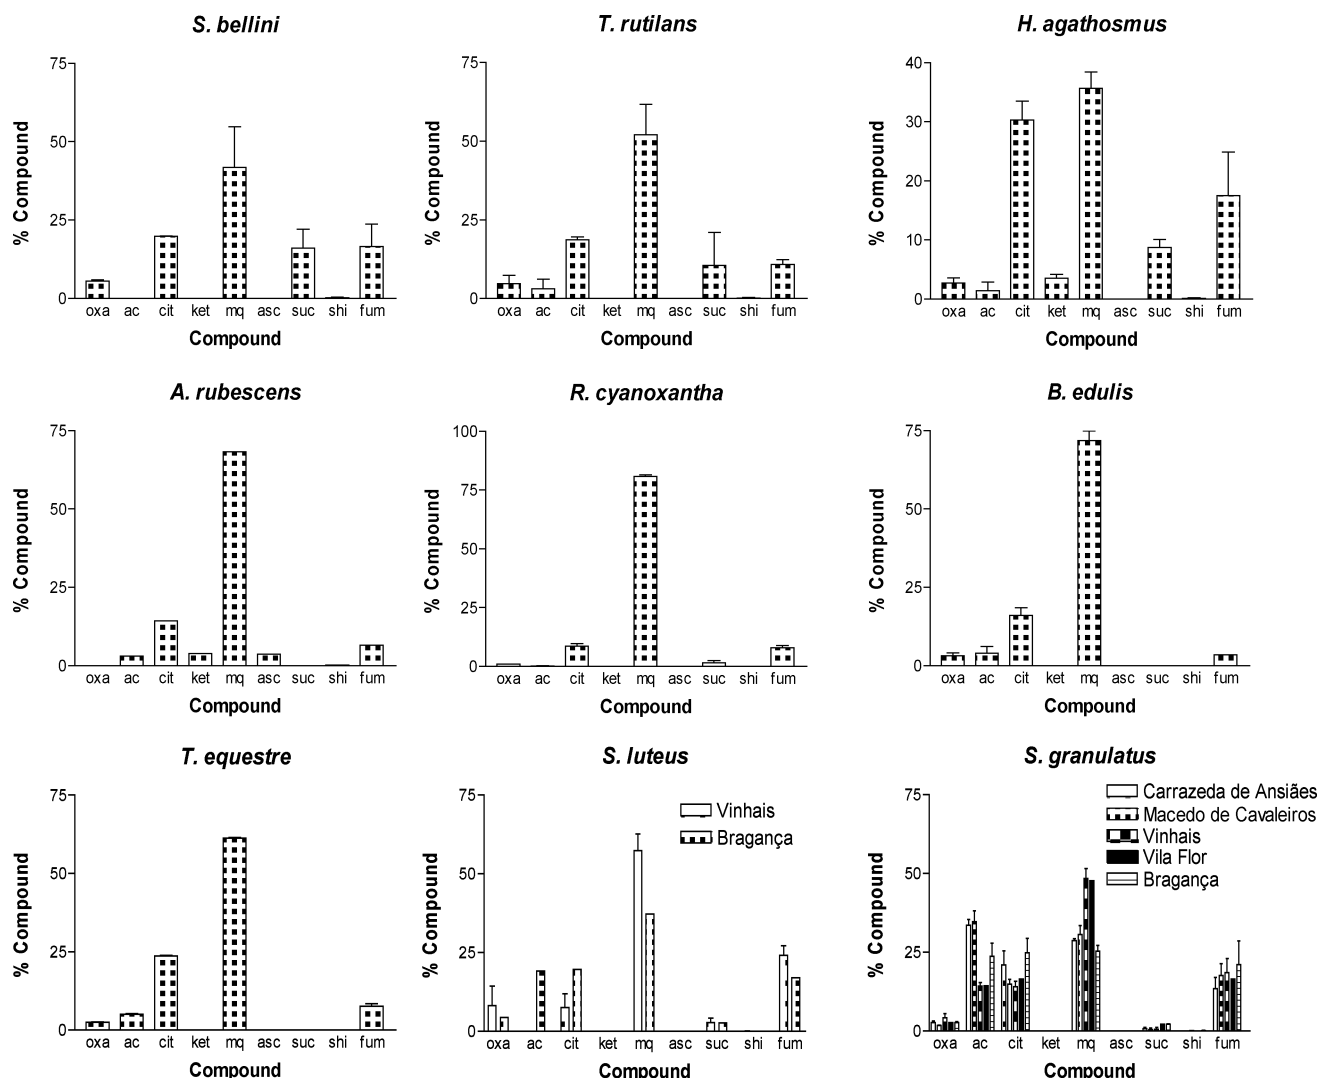 S. bellini
% Compound
75
50
25
0
oxa ac cit ket mq asc suc shi fum
Compound
T. rutilans
% Compound
75
50
25
0
oxa ac cit ket mq asc suc shi fum
Compound
H. agathosmus
% Compound
40
30
20
10
0
oxa ac cit ket mq asc suc shi fum
Compound
A. rubescens
% Compound
75
50
25
0
oxa ac cit ket mq asc suc shi fum
Compound
R. cyanoxantha
% Compound
100
75
50
25
0
oxa ac cit ket mq asc suc shi fum
Compound
B. edulis
% Compound
75
50
25
0
oxa ac cit ket mq asc suc shi fum
Compound
T. equestre
% Compound
75
50
25
0
oxa ac cit ket mq asc suc shi fum
Compound
S. luteus
% Compound
75
50
25
0
Vinhais
Bragança
oxa ac cit ket mq asc suc shi fum
Compound
S. granulatus
% Compound
75
50
25
0
Carrazeda de Ansiães
Macedo de Cavaleiros
Vinhais
Vila Flor
Bragança
oxa ac cit ket mq asc suc shi fum
Compound